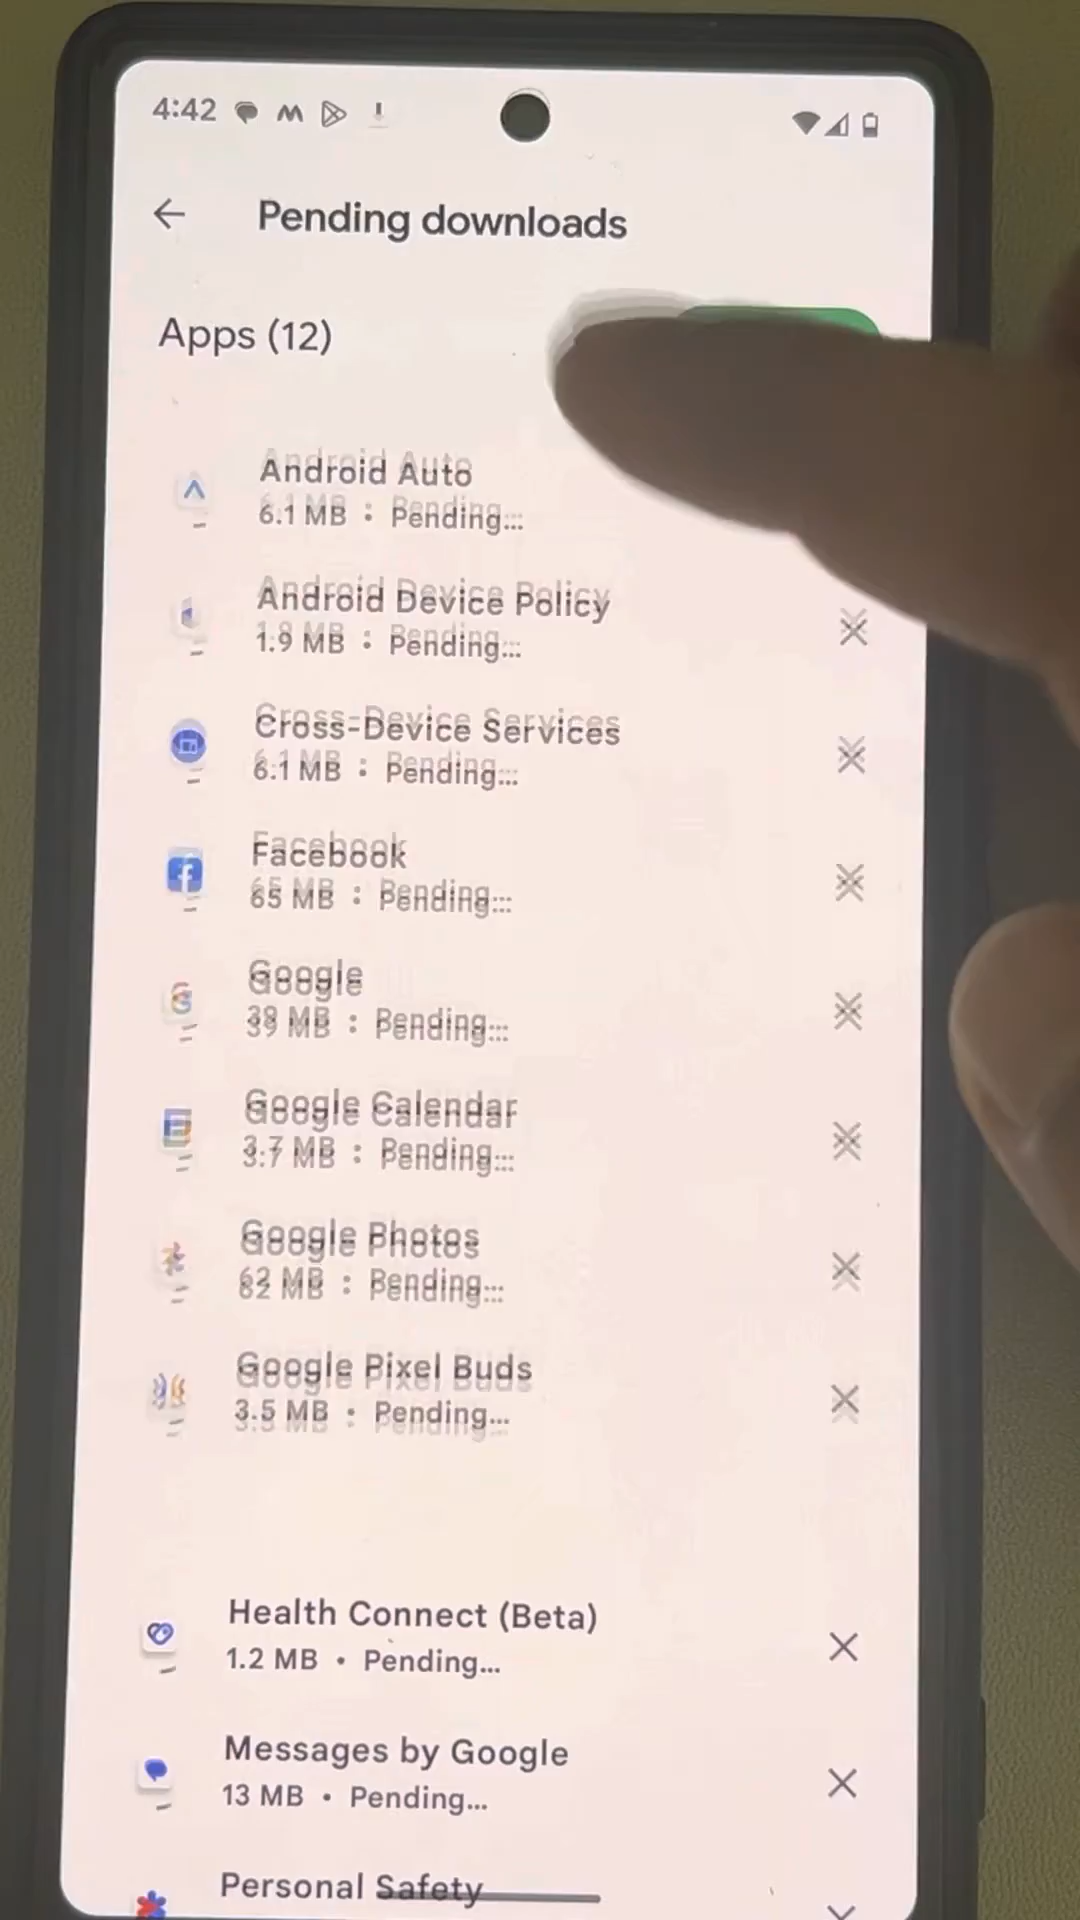 4:42
Pending downloads
Apps (12)
Android Auto
6.1 MB • Pending...
Android Device Policy
1.9 MB • Pending...
Cross-Device Services
6.1 MB • Pending...
Facebook
65 MB • Pending...
Google
39 MB • Pending...
Google Calendar
3.7 MB • Pending...
Google Photos
62 MB • Pending...
Google Pixel Buds
3.5 MB • Pending...
Health Connect (Beta)
1.2 MB • Pending...
Messages by Google
13 MB • Pending...
Personal Safety